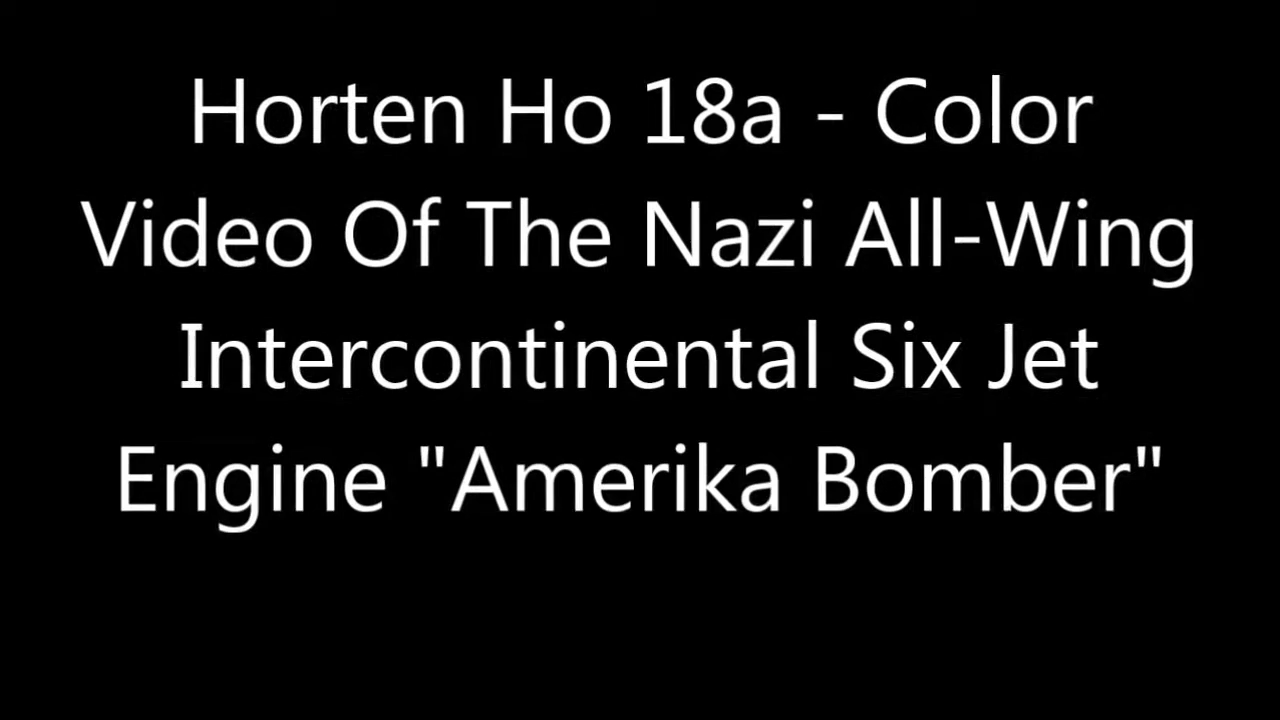 Horten Ho 18a - Color
Video Of The Nazi All-Wing
Intercontinental Six Jet
Engine "Amerika Bomber"